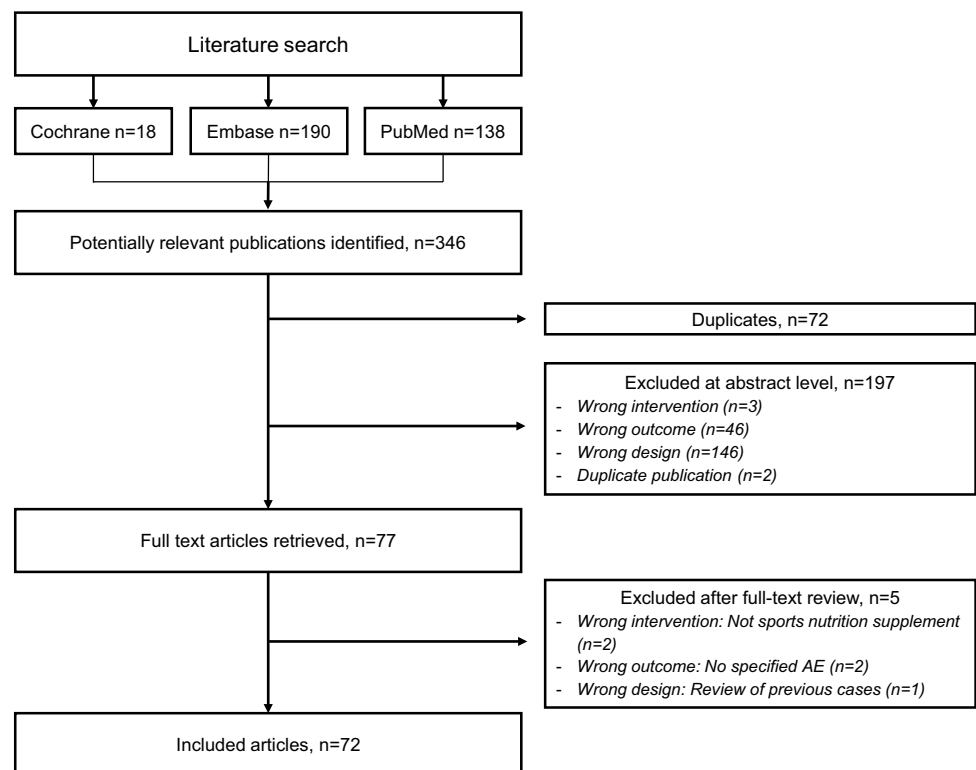 Literature search
Cochrane n=18
Embase n=190
PubMed n=138
Potentially relevant publications identified, n=346
Duplicates, n=72
Excluded at abstract level, n=197
- Wrong intervention (n=3)
- Wrong outcome (n=46)
- Wrong design (n=146)
- Duplicate publication (n=2)
Full text articles retrieved, n=77
Excluded after full-text review, n=5
- Wrong intervention: Not sports nutrition supplement
(n=2)
- Wrong outcome: No specified AE (n=2)
- Wrong design: Review of previous cases (n=1)
Included articles, n=72